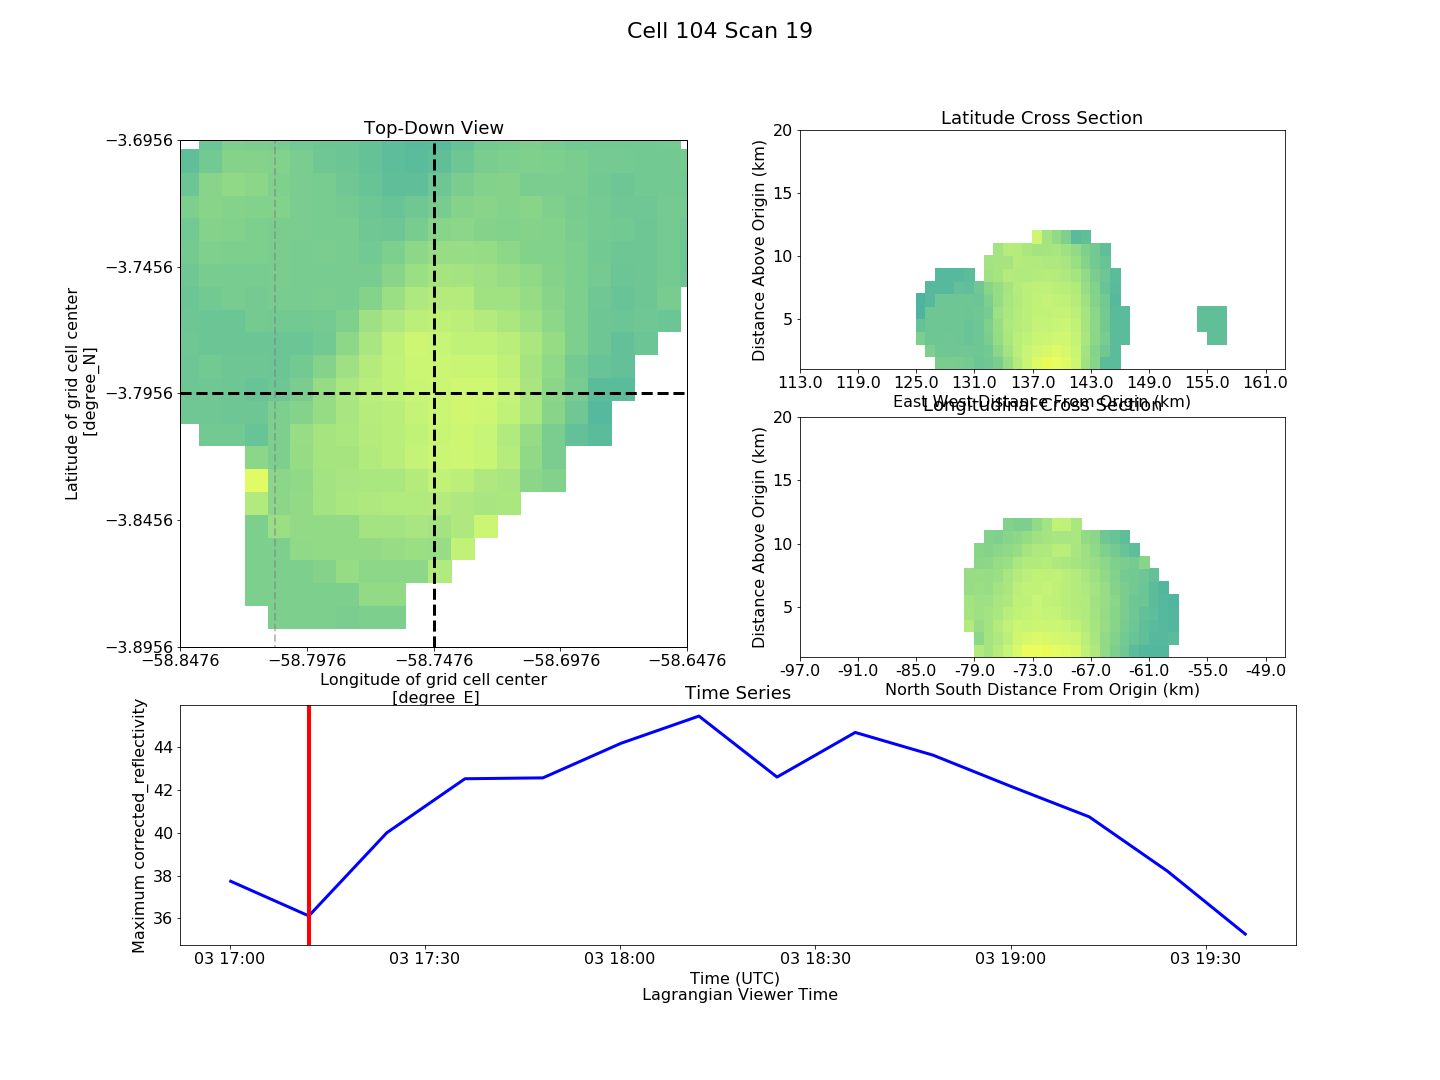 Cell 104 Scan 19
Top-Down View
−3.6956
−3.7456
−3.7956
−3.8456
−3.8956
Latitude of grid cell center
[degree_N]
−58.8476 −58.7976 −58.7476 −58.6976 −58.6476
Longitude of grid cell center
[degree_E]
Latitude Cross Section
20
15
10
5
Distance Above Origin (km)
113.0 119.0 125.0 131.0 137.0 143.0 149.0 155.0 161.0
East West Distance From Origin (km)
Longitudinal Cross Section
20
15
10
5
Distance Above Origin (km)
-97.0 -91.0 -85.0 -79.0 -73.0 -67.0 -61.0 -55.0 -49.0
North South Distance From Origin (km)
Time Series
44
42
40
38
36
Maximum corrected_reflectivity
03 17:00 03 17:30 03 18:00 03 18:30 03 19:00 03 19:30
Time (UTC)
Lagrangian Viewer Time